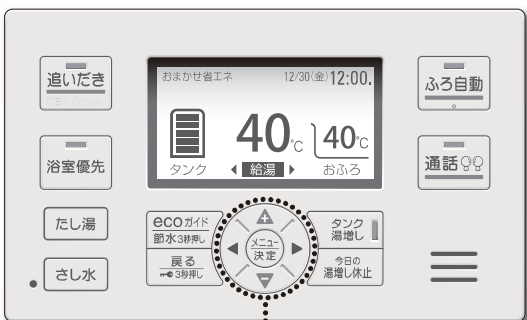 追いだき
浴室優先
たし湯
さし水
おまかせ省エネ 12/30(金)12:00.
40℃ 40℃
タンク 給湯 おふろ
ecoガイド
節水3秒押し
戻る
3秒押し
メニュー
決定
タンク
湯増し
今日の
湯増し休止
ふろ自動
通話